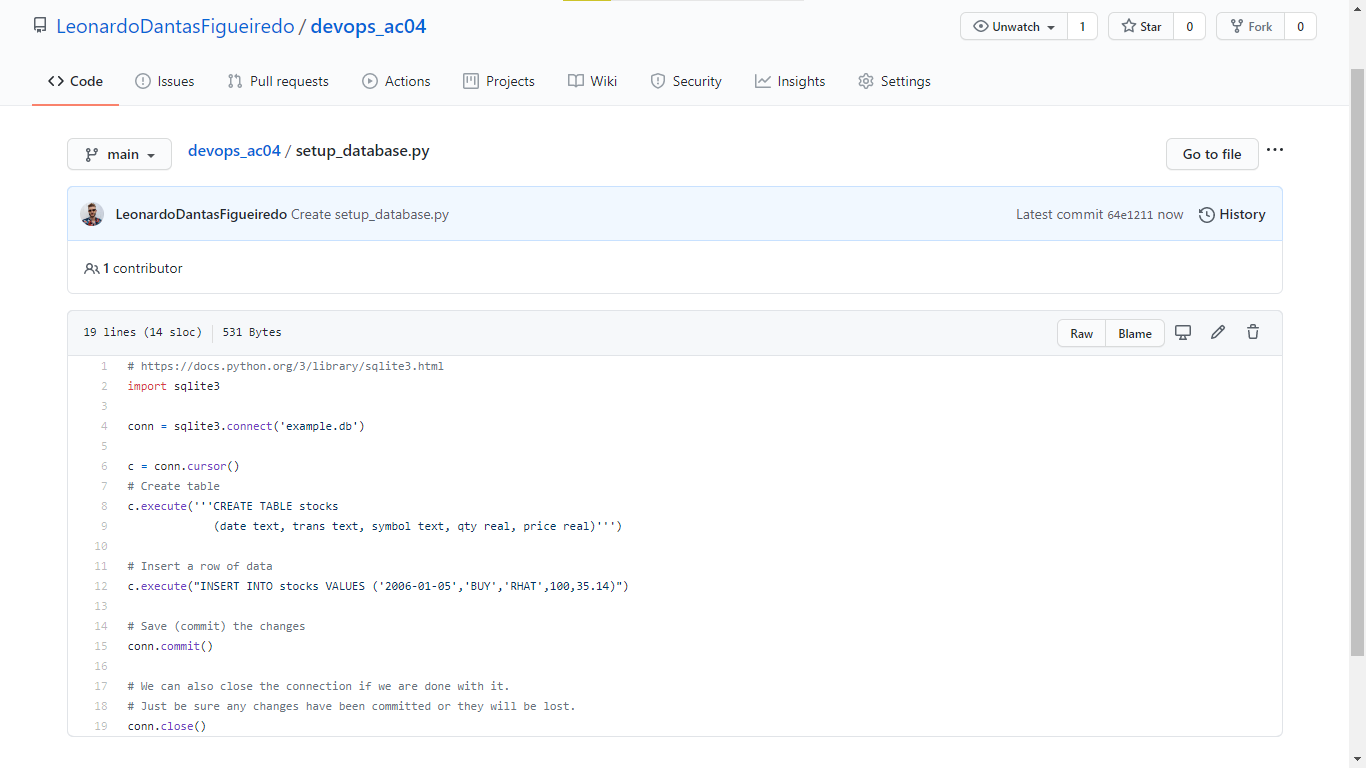 LeonardoDantasFigueiredo / devops_ac04
Unwatch 1 Star 0 Fork 0
Code Issues Pull requests Actions Projects Wiki Security Insights Settings
main devops_ac04 / setup_database.py Go to file ...
LeonardoDantasFigueiredo Create setup_database.py Latest commit 64e1211 now History
1 contributor
19 lines (14 sloc) 531 Bytes Raw Blame
1 # https://docs.python.org/3/library/sqlite3.html
2 import sqlite3
3
4 conn = sqlite3.connect('example.db')
5
6 c = conn.cursor()
7 # Create table
8 c.execute('''CREATE TABLE stocks
9 (date text, trans text, symbol text, qty real, price real)''')
10
11 # Insert a row of data
12 c.execute("INSERT INTO stocks VALUES ('2006-01-05','BUY','RHAT',100,35.14)")
13
14 # Save (commit) the changes
15 conn.commit()
16
17 # We can also close the connection if we are done with it.
18 # Just be sure any changes have been committed or they will be lost.
19 conn.close()